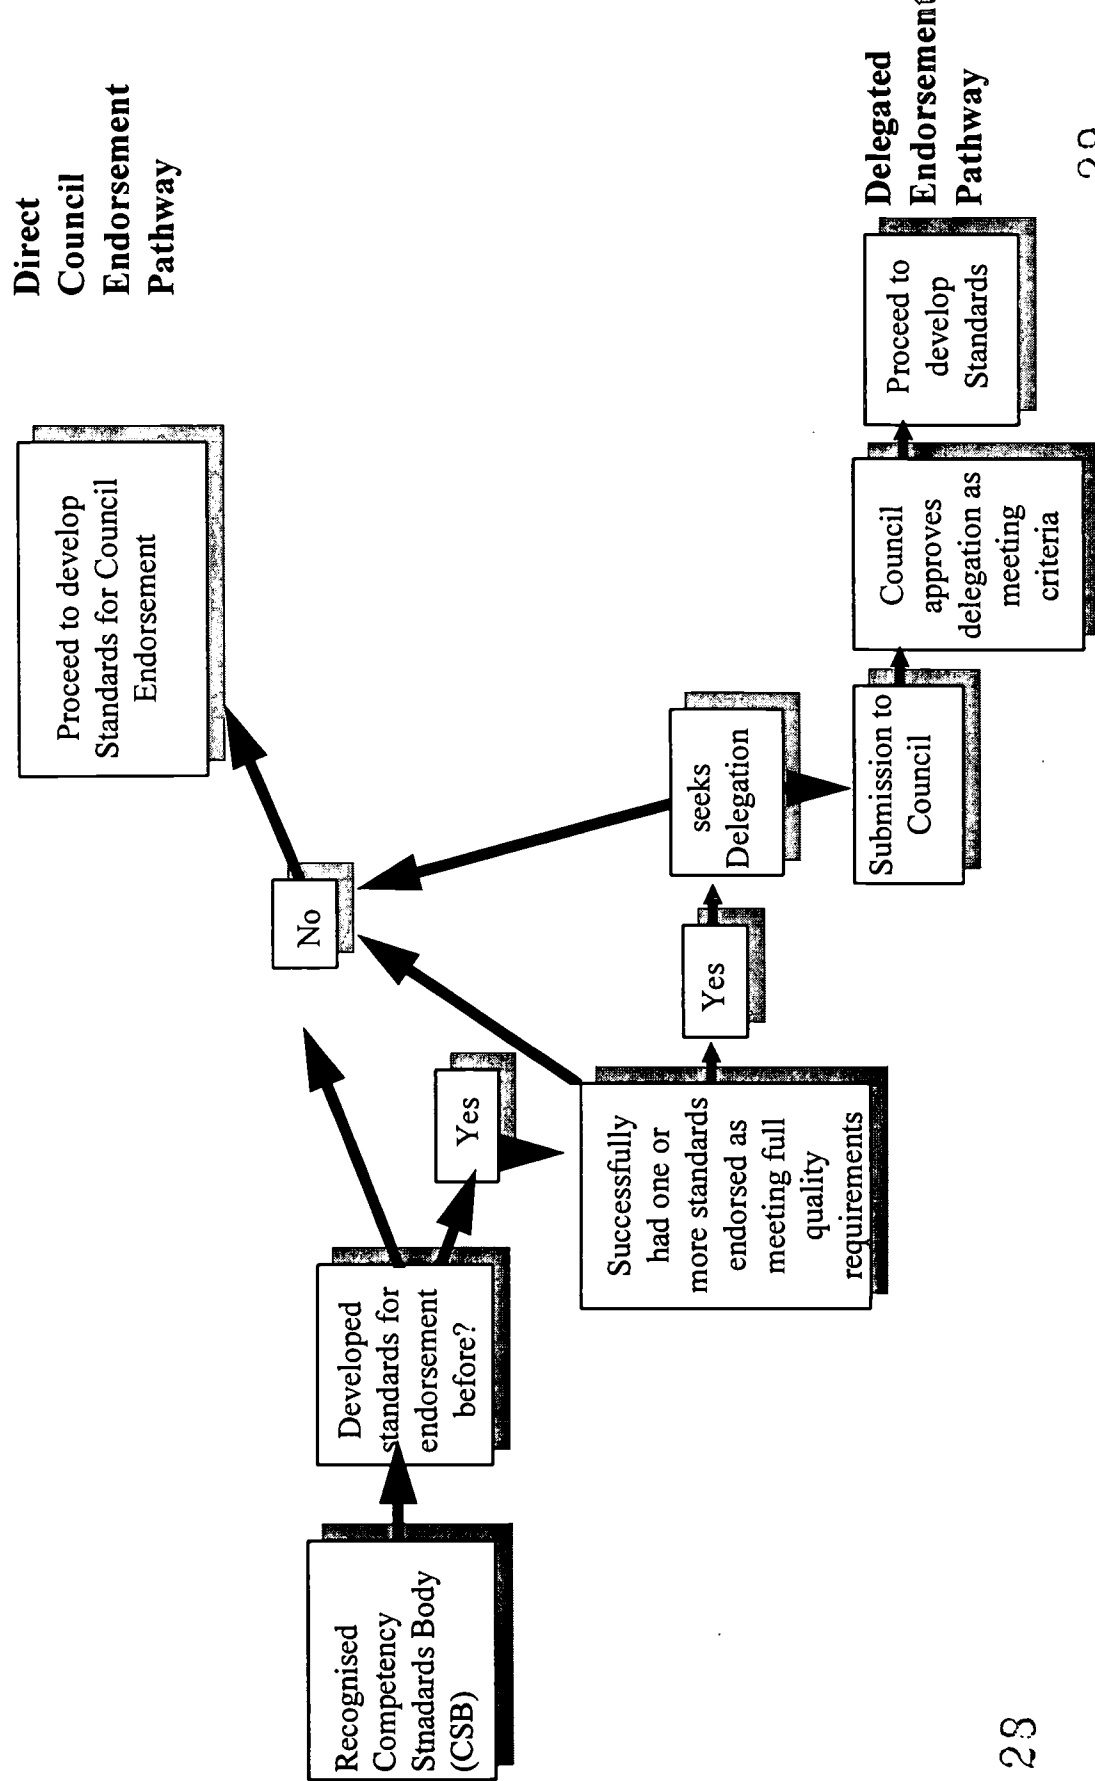 Direct
Council
Endorsement
Pathway
Proceed to develop
Standards for Council
Endorsement
No
Recognised
Competency
Stnadards Body
(CSB)
Developed
standards for
endorsement
before?
Yes
Successfully
had one or
more standards
endorsed as
meeting full
quality
requirements
Yes
seeks
Delegation
Submission to
Council
Council
approves
delegation as
meeting
criteria
Proceed to
develop
Standards
Delegated
Endorsement
Pathway
28
29